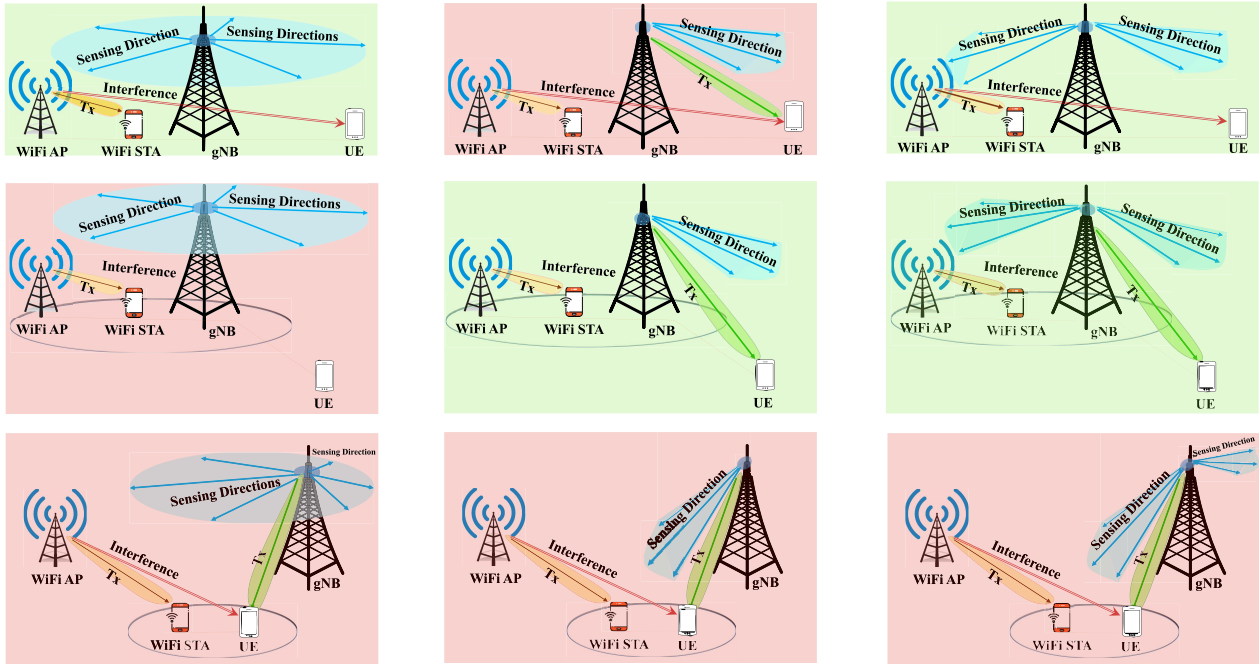 Sensing Direction
Sensing Directions
Interference
Tx
WiFi AP
WiFi STA
gNB
UE
Sensing Direction
Tx
Interference
Tx
WiFi AP
WiFi STA
gNB
UE
Sensing Direction
Sensing Direction
Interference
Tx
WiFi AP
WiFi STA
gNB
UE
Sensing Direction
Sensing Directions
Interference
Tx
WiFi AP
WiFi STA
gNB
UE
Sensing Direction
Interference
Tx
Tx
WiFi AP
WiFi STA
gNB
UE
Sensing Direction
Sensing Direction
Interference
Tx
Tx
WiFi AP
WiFi STA
gNB
UE
Sensing Direction
Sensing Directions
Interference
Tx
Tx
WiFi AP
gNB
WiFi STA
UE
Sensing Direction
Interference
Tx
Tx
WiFi AP
gNB
WiFi STA
UE
Sensing Direction
Sensing Direction
Interference
Tx
Tx
WiFi AP
gNB
WiFi STA
UE